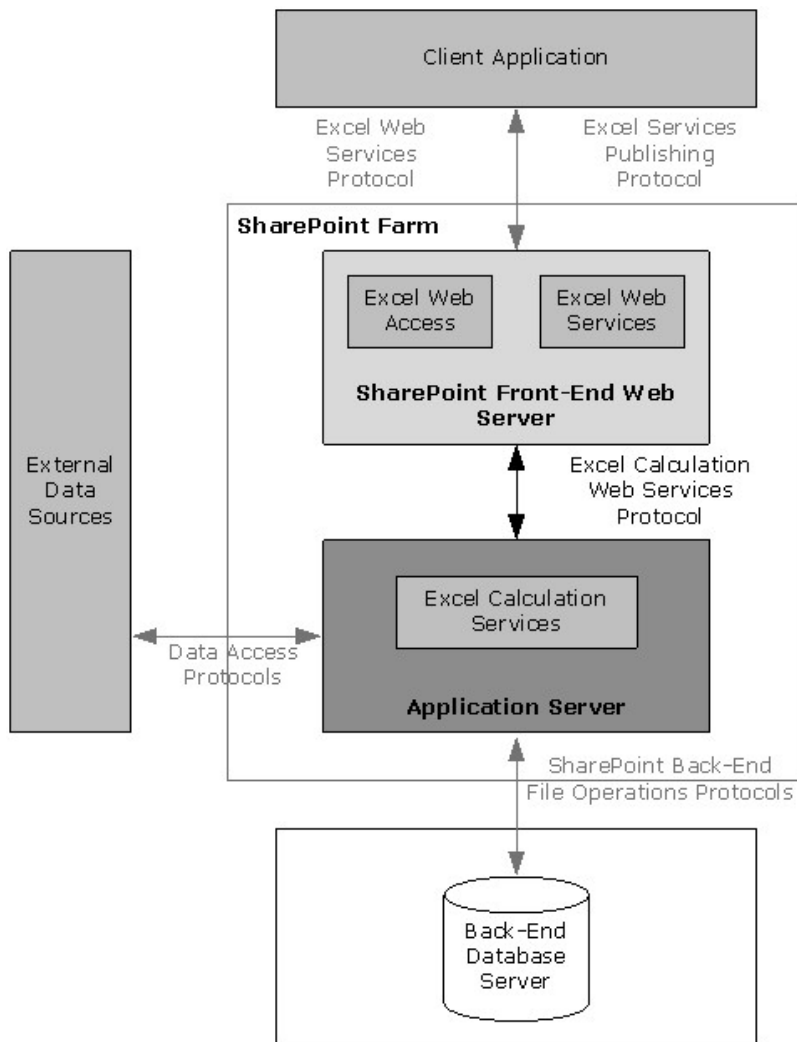 Client Application
Excel Web
Services
Protocol
Excel Services
Publishing
Protocol
SharePoint Farm
Excel Web
Access
Excel Web
Services
SharePoint Front-End Web
Server
External
Data
Sources
Excel Calculation
Web Services
Protocol
Excel Calculation
Services
Data Access
Protocols
Application Server
SharePoint Back-End
File Operations Protocols
Back-End
Database
Server